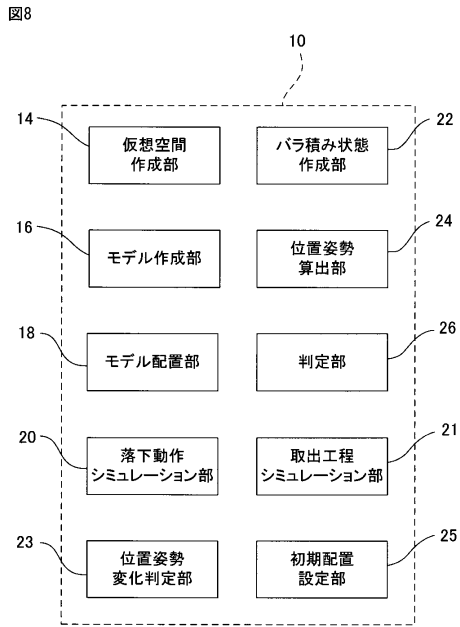 図8
10
14
仮想空間
作成部
バラ積み状態
作成部
22
16
モデル作成部
位置姿勢
算出部
24
18
モデル配置部
判定部
26
20
落下動作
シミュレーション部
取出工程
シミュレーション部
21
23
位置姿勢
変化判定部
初期配置
設定部
25